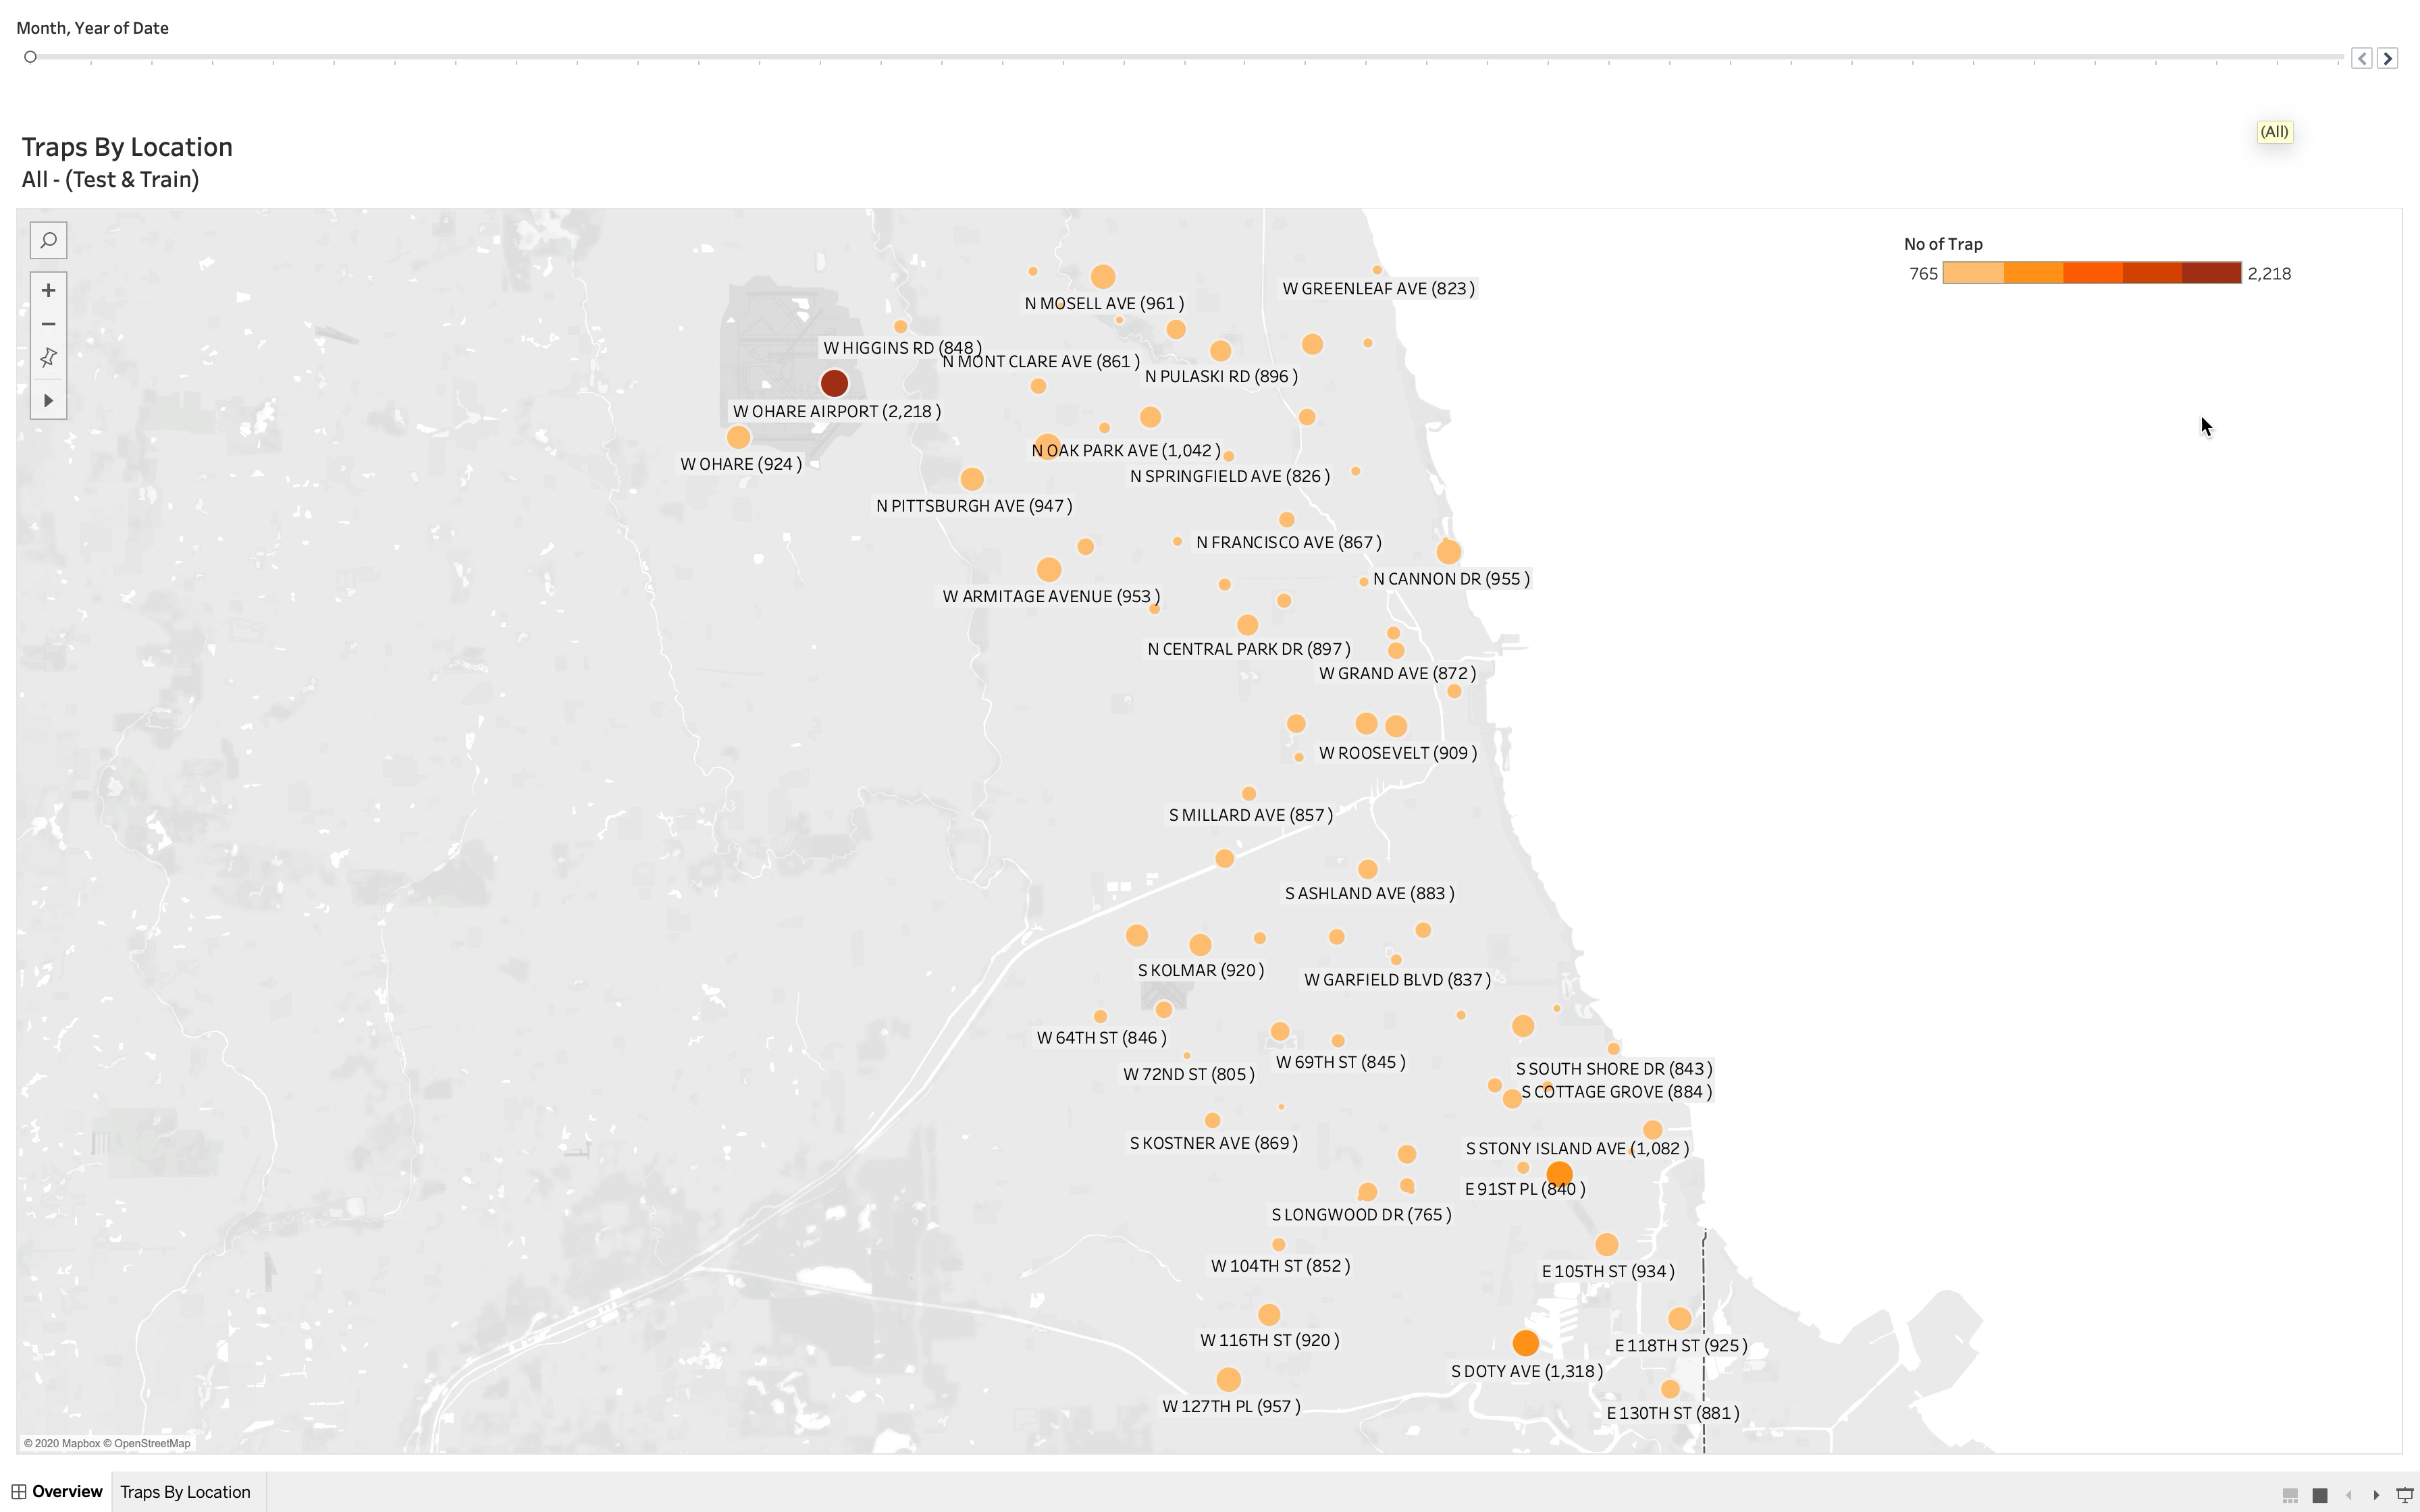 Month, Year of Date
Traps By Location
All - (Test & Train)
(All)
No of Trap
765
2,218
W GREENLEAF AVE (823 )
N MOSELL AVE (961 )
W HIGGINS RD (848 )
N MONT CLARE AVE (861 )
N PULASKI RD (896 )
W OHARE AIRPORT (2,218 )
N OAK PARK AVE (1,042 )
W OHARE (924 )
N SPRINGFIELD AVE (826 )
N PITTSBURGH AVE (947 )
N FRANCISCO AVE (867 )
N CANNON DR (955 )
W ARMITAGE AVENUE (953 )
N CENTRAL PARK DR (897 )
W GRAND AVE (872 )
W ROOSEVELT (909 )
S MILLARD AVE (857 )
S ASHLAND AVE (883 )
S KOLMAR (920 )
W GARFIELD BLVD (837 )
W 64TH ST (846 )
W 69TH ST (845 )
S SOUTH SHORE DR (843 )
W 72ND ST (805 )
S COTTAGE GROVE (884 )
S KOSTNER AVE (869 )
S STONY ISLAND AVE (1,082 )
E 91ST PL (840 )
S LONGWOOD DR (765 )
W 104TH ST (852 )
E 105TH ST (934 )
W 116TH ST (920 )
E 118TH ST (925 )
S DOTY AVE (1,318 )
W 127TH PL (957 )
E 130TH ST (881 )
© 2020 Mapbox © OpenStreetMap
Overview
Traps By Location